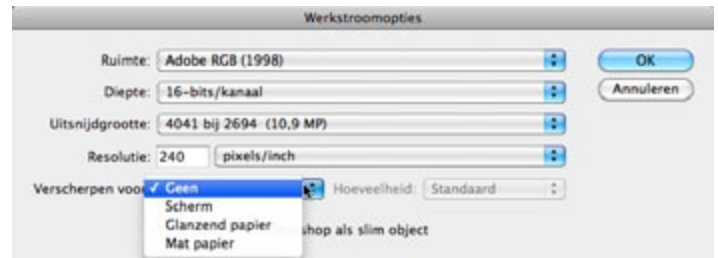 Werkstroomopties
Ruimte: Adobe RGB (1998) OK
Diepte: 16-bits/kanaal Annuleren
Uitsnijdgrootte: 4041 bij 2694 (10,9 MP)
Resolutie: 240 pixels/inch
Verscherpen voo ✓ Geen Hoeveelheid: Standaard
Scherm
Glanzend papier shop als slim object
Mat papier